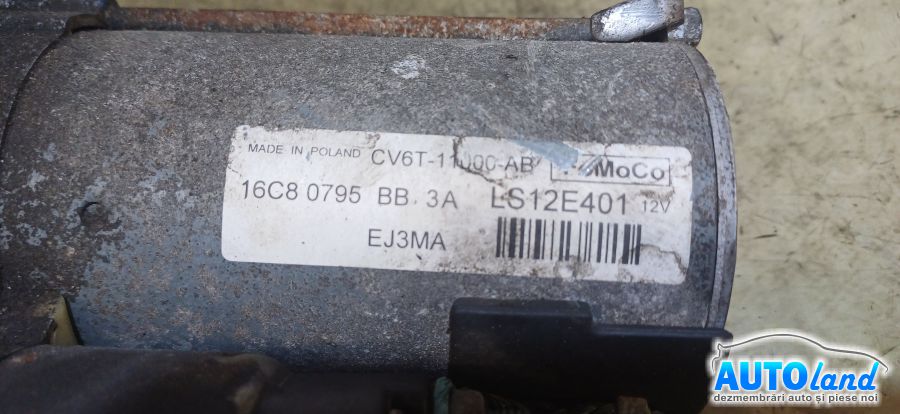 MADE IN POLAND CV6T-11000-AB MoCo
16C8 0795 BB 3A LS12E401 12V
EJ3MA
AUTOland
dezmembrări auto și piese noi